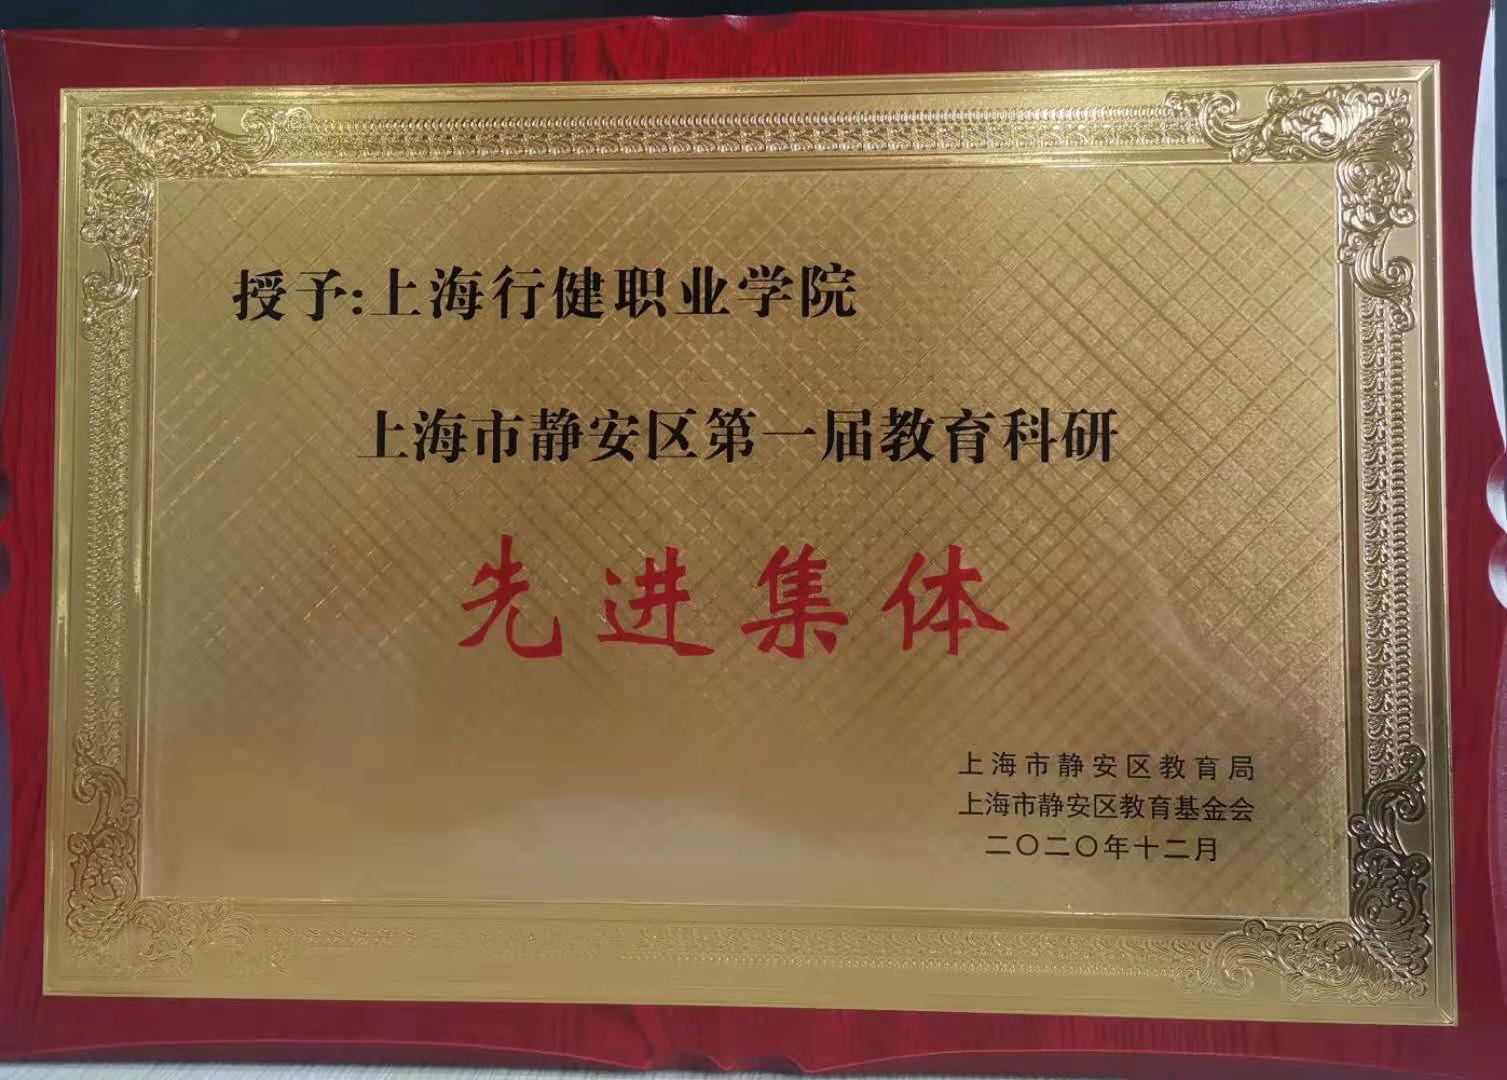 授予:上海行健职业学院
上海市静安区第一届教育科研
先进集体
上海市静安区教育局
上海市静安区教育基金会
二〇二〇年十二月